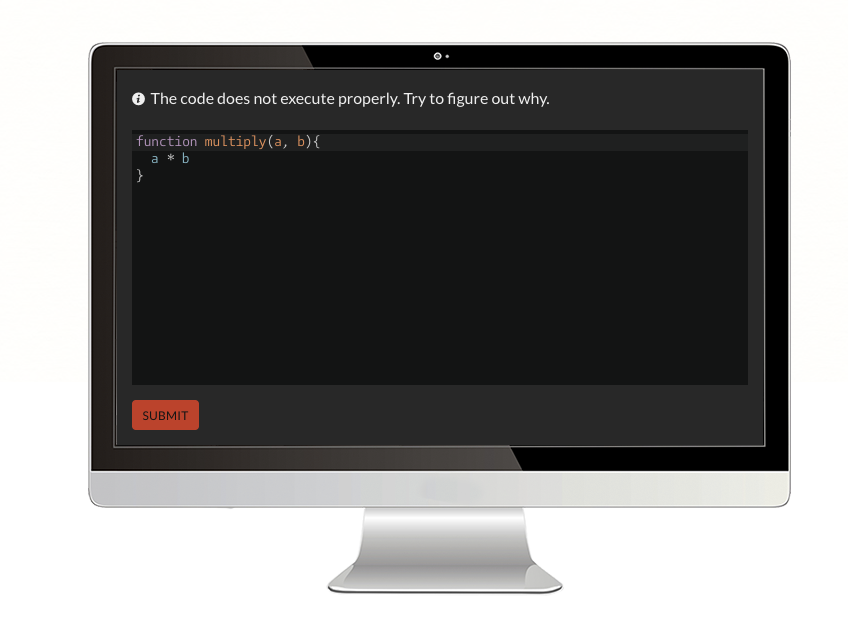 The code does not execute properly. Try to figure out why.
function multiply(a, b){
  a * b
}
SUBMIT